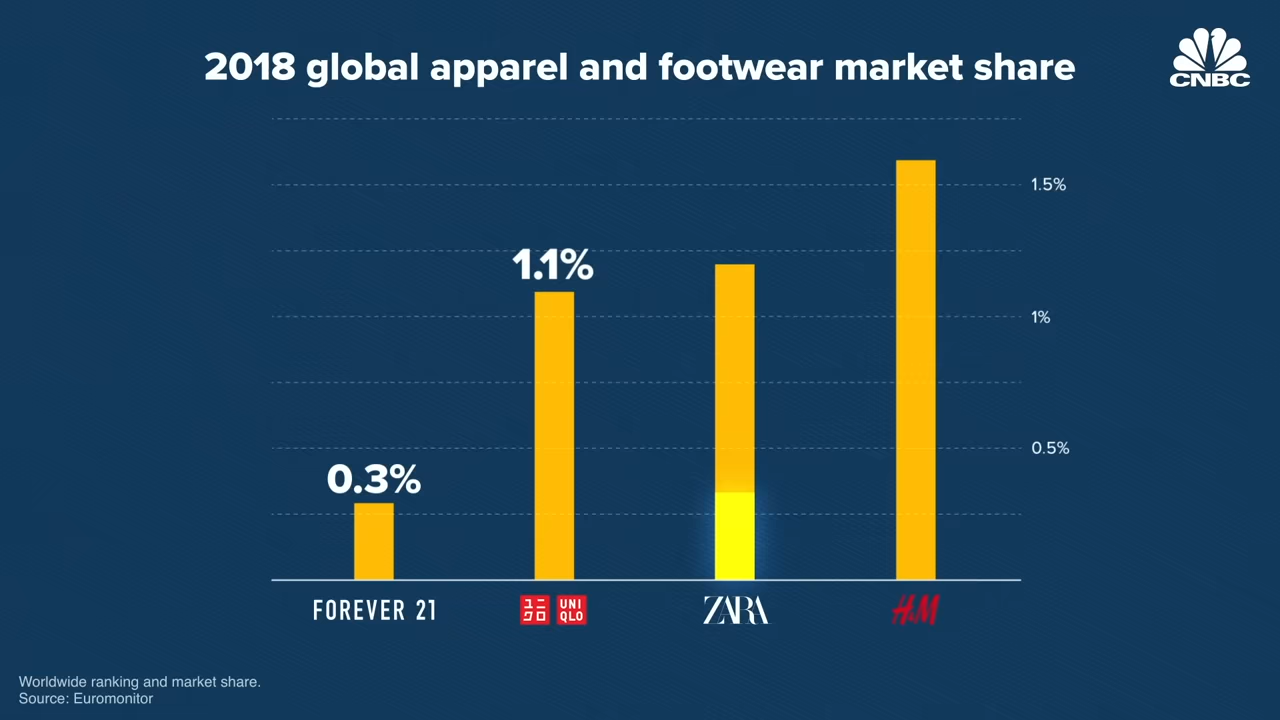 2018 global apparel and footwear market share
CNBC
1.5%
1.1%
1%
0.5%
0.3%
FOREVER 21
ユニ
クロ
UNI
QLO
ZARA
H&M
Worldwide ranking and market share.
Source: Euromonitor